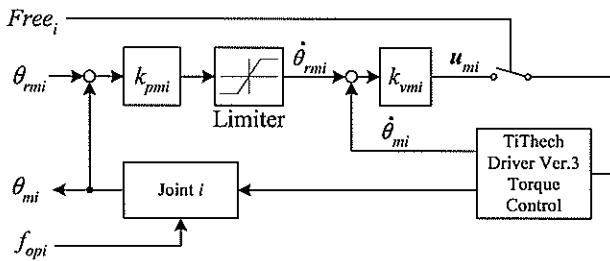 Free_i
θ_rmi
k_pmi
Limiter
θ̇_rmi
k_vmi
u_mi
θ̇_mi
TiThech
Driver Ver.3
Torque
Control
θ_mi
Joint i
f_opi